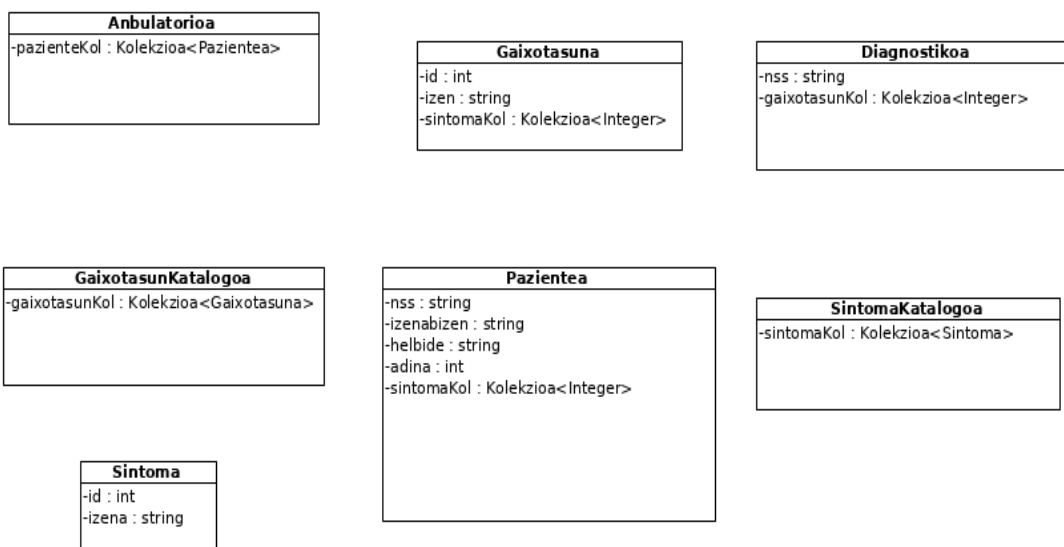 Anbulatorioa
-pazienteKol : Kolekzioa<Pazientea>
Gaixotasuna
-id : int
-izen : string
-sintomaKol : Kolekzioa<Integer>
Diagnostikoa
-nss : string
-gaixotasunKol : Kolekzioa<Integer>
GaixotasunKatalogoa
-gaixotasunKol : Kolekzioa<Gaixotasuna>
Pazientea
-nss : string
-izenabizen : string
-helbide : string
-adina : int
-sintomaKol : Kolekzioa<Integer>
SintomaKatalogoa
-sintomaKol : Kolekzioa<Sintoma>
Sintoma
-id : int
-izena : string